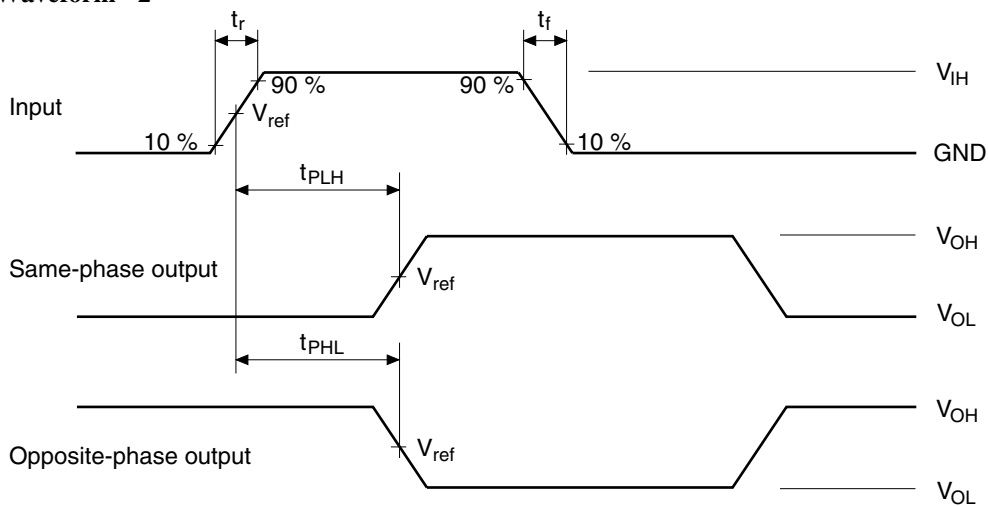 Waveform - 2
tr
tf
Input
10 %
90 %
Vref
90 %
10 %
VIH
GND
tPLH
Same-phase output
Vref
VOH
VOL
tPHL
Opposite-phase output
Vref
VOH
VOL